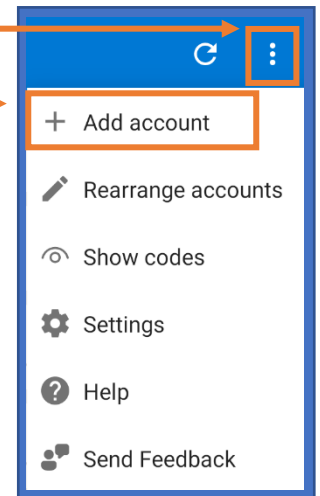 Add account
Rearrange accounts
Show codes
Settings
Help
Send Feedback